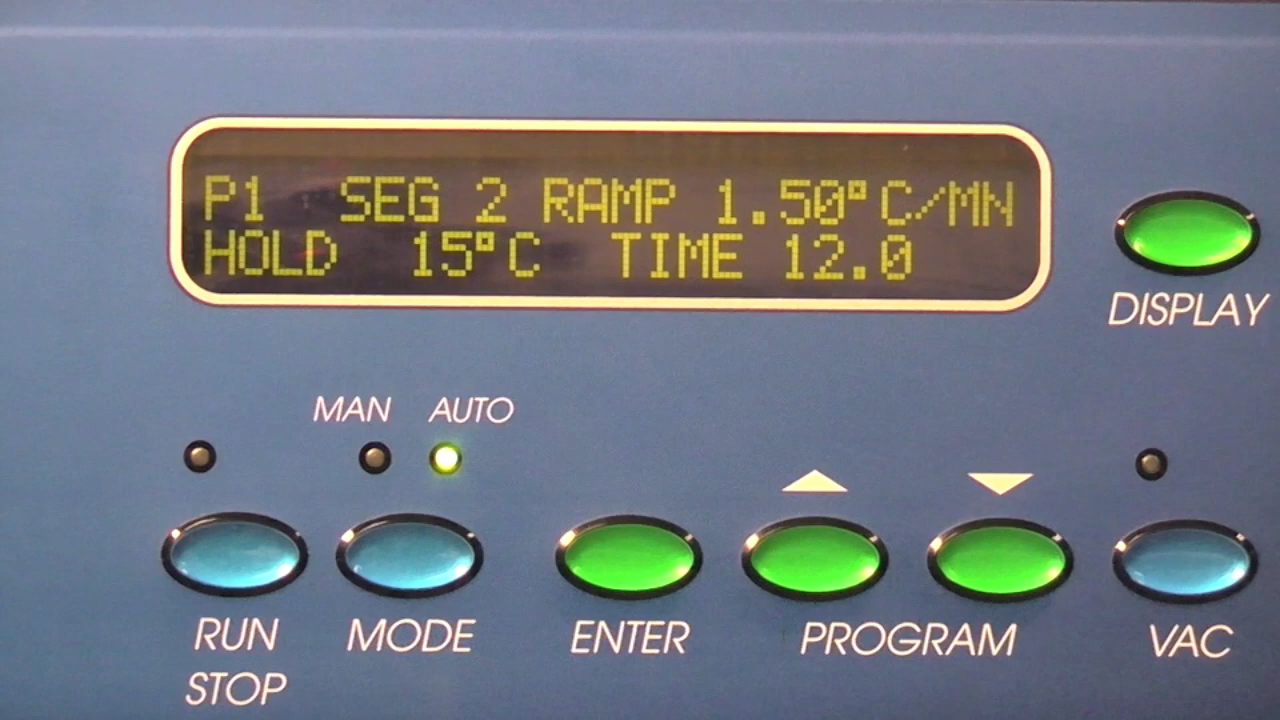 P1 SEG 2 RAMP 1.50°C/MN
HOLD 15°C TIME 12.0
DISPLAY
MAN AUTO
RUN STOP
MODE
ENTER
PROGRAM
VAC